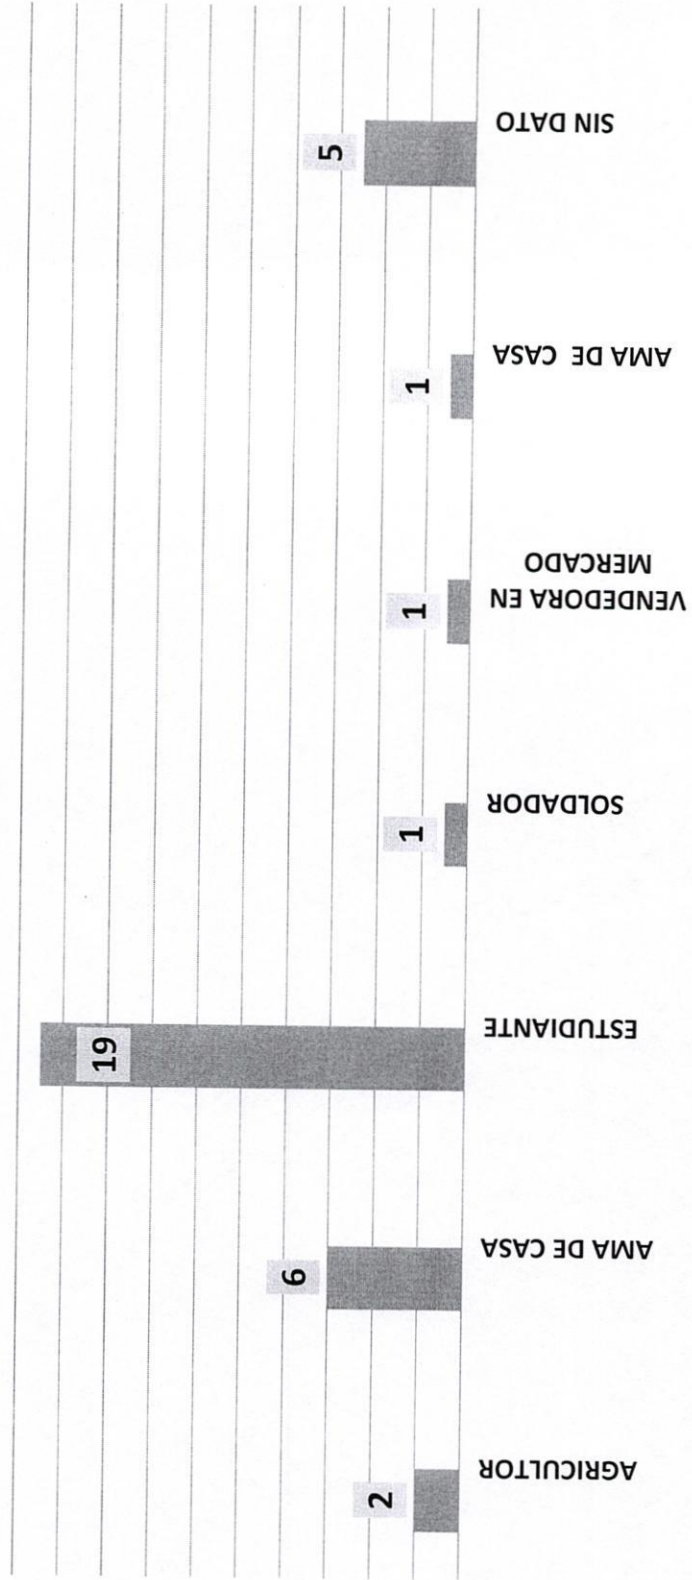 2
6
19
1
1
1
5
AGRICULTOR
AMA DE CASA
ESTUDIANTE
SOLDADOR
VENDEDORA EN
MERCADO
AMA DE  CASA
SIN DATO